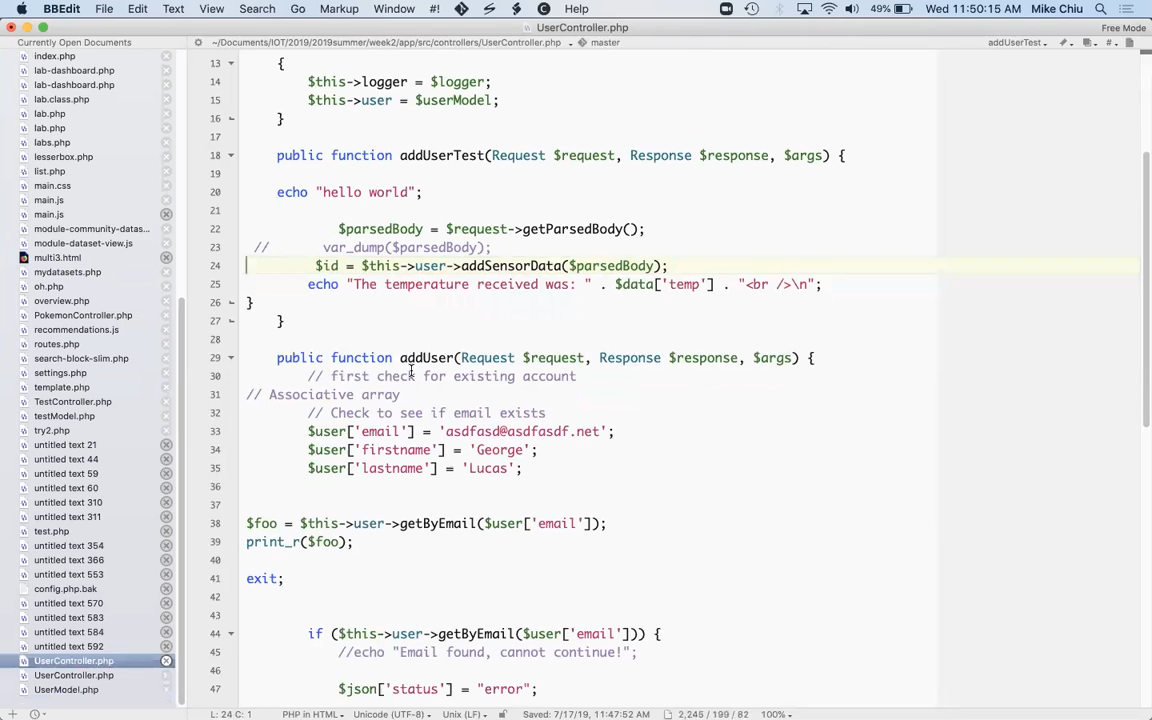 BBEdit File Edit Text View Search Go Markup Window #! Help 49% Wed 11:50:15 AM Mike Chiu
UserController.php Free Mode
Currently Open Documents
~/Documents/IOT/2019/2019summer/week2/app/src/controllers/UserController.php master addUserTest
index.php
lab-dashboard.php
lab-dashboard.php
lab.class.php
lab.php
lab.php
labs.php
lesserbox.php
list.php
main.css
main.js
main.js
module-community-datas...
module-dataset-view.js
multi3.html
mydatasets.php
oh.php
overview.php
PokemonController.php
recommendations.js
routes.php
search-block-slim.php
settings.php
template.php
TestController.php
testModel.php
try2.php
untitled text 21
untitled text 44
untitled text 59
untitled text 60
untitled text 310
untitled text 311
test.php
untitled text 354
untitled text 366
untitled text 553
config.php.bak
untitled text 570
untitled text 583
untitled text 584
untitled text 592
UserController.php
UserController.php
UserModel.php
13 {
14 $this->logger = $logger;
15 $this->user = $userModel;
16 }
17
18 public function addUserTest(Request $request, Response $response, $args) {
19
20 echo "hello world";
21
22 $parsedBody = $request->getParsedBody();
23 // var_dump($parsedBody);
24 $id = $this->user->addSensorData($parsedBody);
25 echo "The temperature received was: " . $data['temp'] . "<br />\n";
26 }
27 }
28
29 public function addUser(Request $request, Response $response, $args) {
30 // first check for existing account
31 // Associative array
32 // Check to see if email exists
33 $user['email'] = 'asdfasd@asdfasdf.net';
34 $user['firstname'] = 'George';
35 $user['lastname'] = 'Lucas';
36
37
38 $foo = $this->user->getByEmail($user['email']);
39 print_r($foo);
40
41 exit;
42
43
44 if ($this->user->getByEmail($user['email'])) {
45 //echo "Email found, cannot continue!";
46
47 $json['status'] = "error";
L: 24 C: 1 PHP in HTML Unicode (UTF-8) Unix (LF) Saved: 7/17/19, 11:47:52 AM 2,245 / 199 / 82 100%